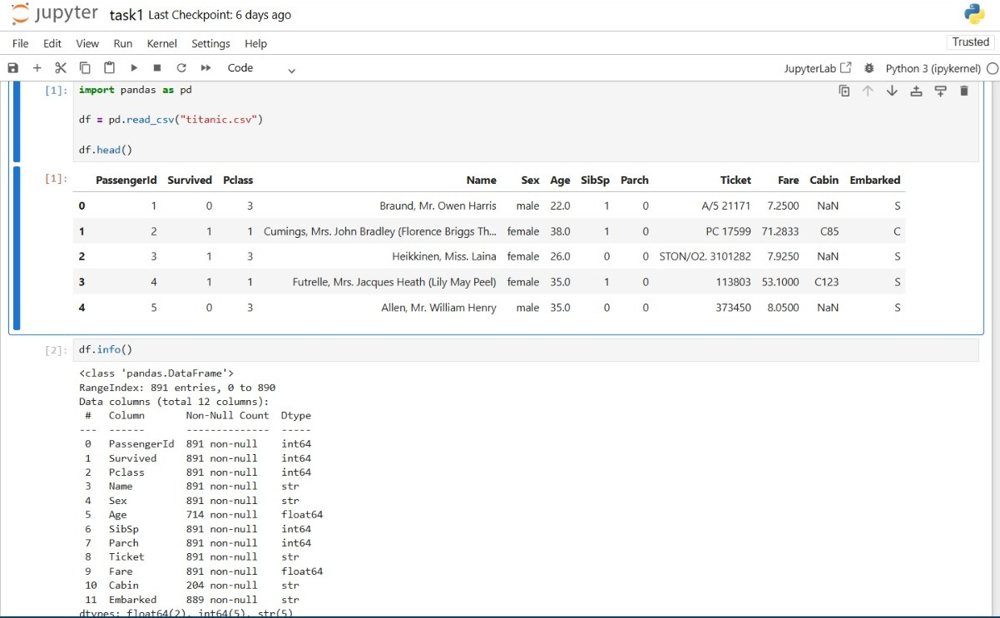 jupyter task1 Last Checkpoint: 6 days ago
File Edit View Run Kernel Settings Help Trusted
Code JupyterLab Python 3 (ipykernel)
[1]: import pandas as pd
df = pd.read_csv("titanic.csv")
df.head()
[1]: PassengerId Survived Pclass Name Sex Age SibSp Parch Ticket Fare Cabin Embarked
0 1 0 3 Braund, Mr. Owen Harris male 22.0 1 0 A/5 21171 7.2500 NaN S
1 2 1 1 Cumings, Mrs. John Bradley (Florence Briggs Th... female 38.0 1 0 PC 17599 71.2833 C85 C
2 3 1 3 Heikkinen, Miss. Laina female 26.0 0 0 STON/O2. 3101282 7.9250 NaN S
3 4 1 1 Futrelle, Mrs. Jacques Heath (Lily May Peel) female 35.0 1 0 113803 53.1000 C123 S
4 5 0 3 Allen, Mr. William Henry male 35.0 0 0 373450 8.0500 NaN S
[2]: df.info()
<class 'pandas.DataFrame'>
RangeIndex: 891 entries, 0 to 890
Data columns (total 12 columns):
# Column Non-Null Count Dtype
--- ------ -------------- -----
0 PassengerId 891 non-null int64
1 Survived 891 non-null int64
2 Pclass 891 non-null int64
3 Name 891 non-null str
4 Sex 891 non-null str
5 Age 714 non-null float64
6 SibSp 891 non-null int64
7 Parch 891 non-null int64
8 Ticket 891 non-null str
9 Fare 891 non-null float64
10 Cabin 204 non-null str
11 Embarked 889 non-null str
dtypes: float64(2), int64(5), str(5)